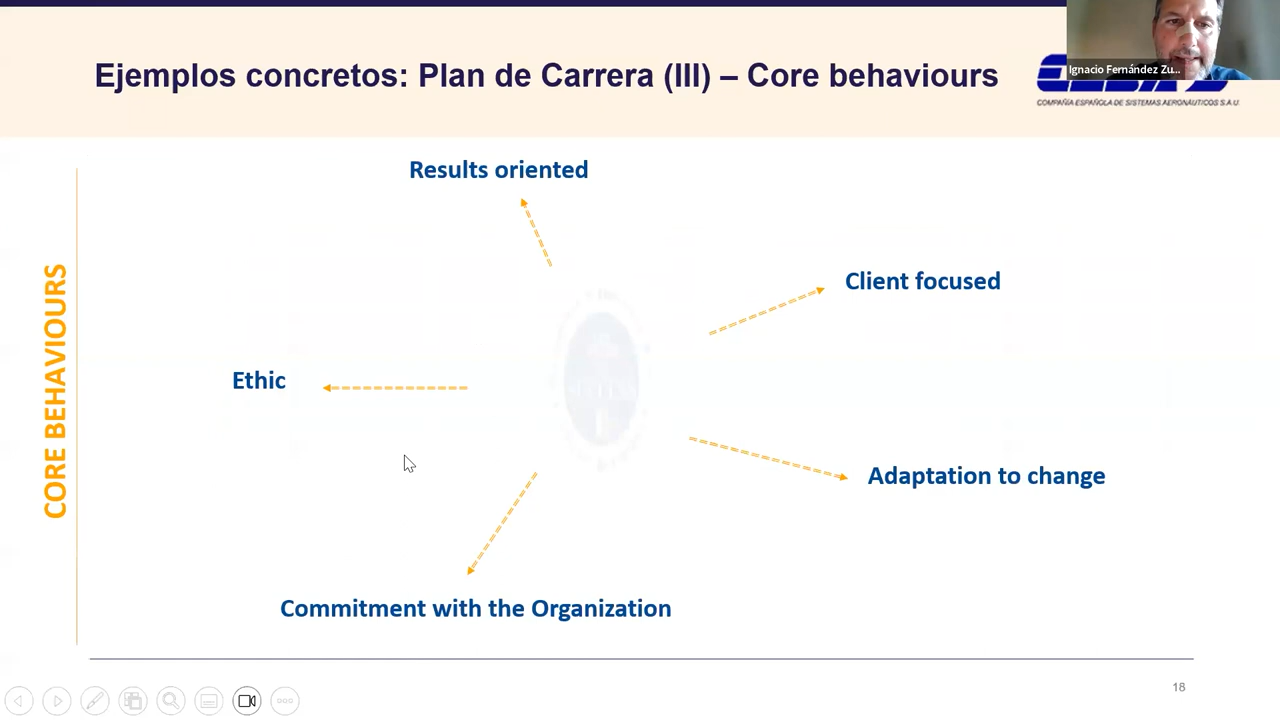 Ejemplos concretos: Plan de Carrera (III) – Core behaviours
Ignacio Fernández Zu...
COMPAÑÍA ESPAÑOLA DE SISTEMAS AERONÁUTICOS S.A.U.
CORE BEHAVIOURS
Results oriented
Client focused
Ethic
Adaptation to change
Commitment with the Organization
18